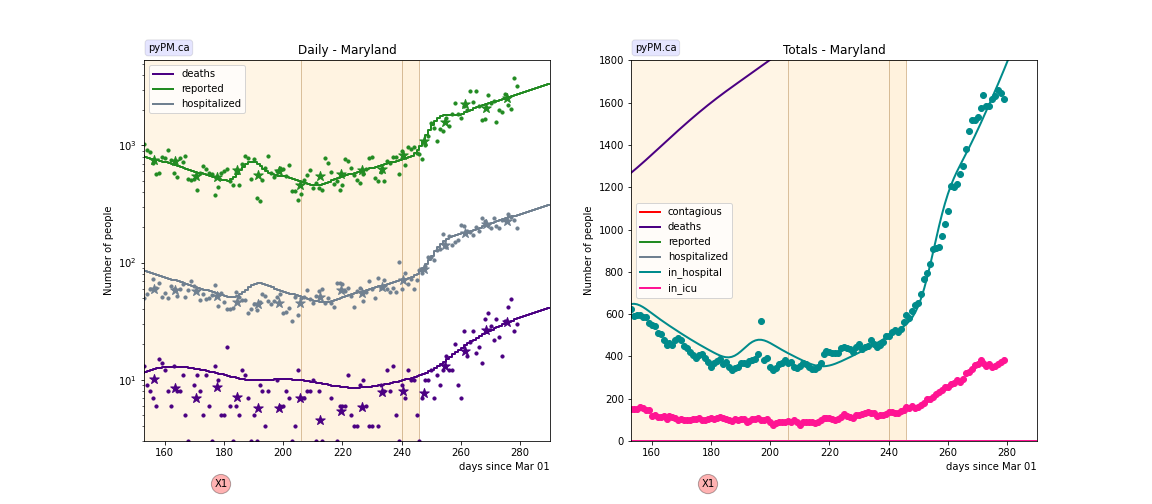 pyPM.ca
Daily - Maryland
deaths
reported
hospitalized
10³
10²
10¹
Number of people
160 180 200 220 240 260 280
days since Mar 01
X1
pyPM.ca
Totals - Maryland
1800
1600
1400
1200
1000
800
600
400
200
0
Number of people
contagious
deaths
reported
hospitalized
in_hospital
in_icu
160 180 200 220 240 260 280
days since Mar 01
X1